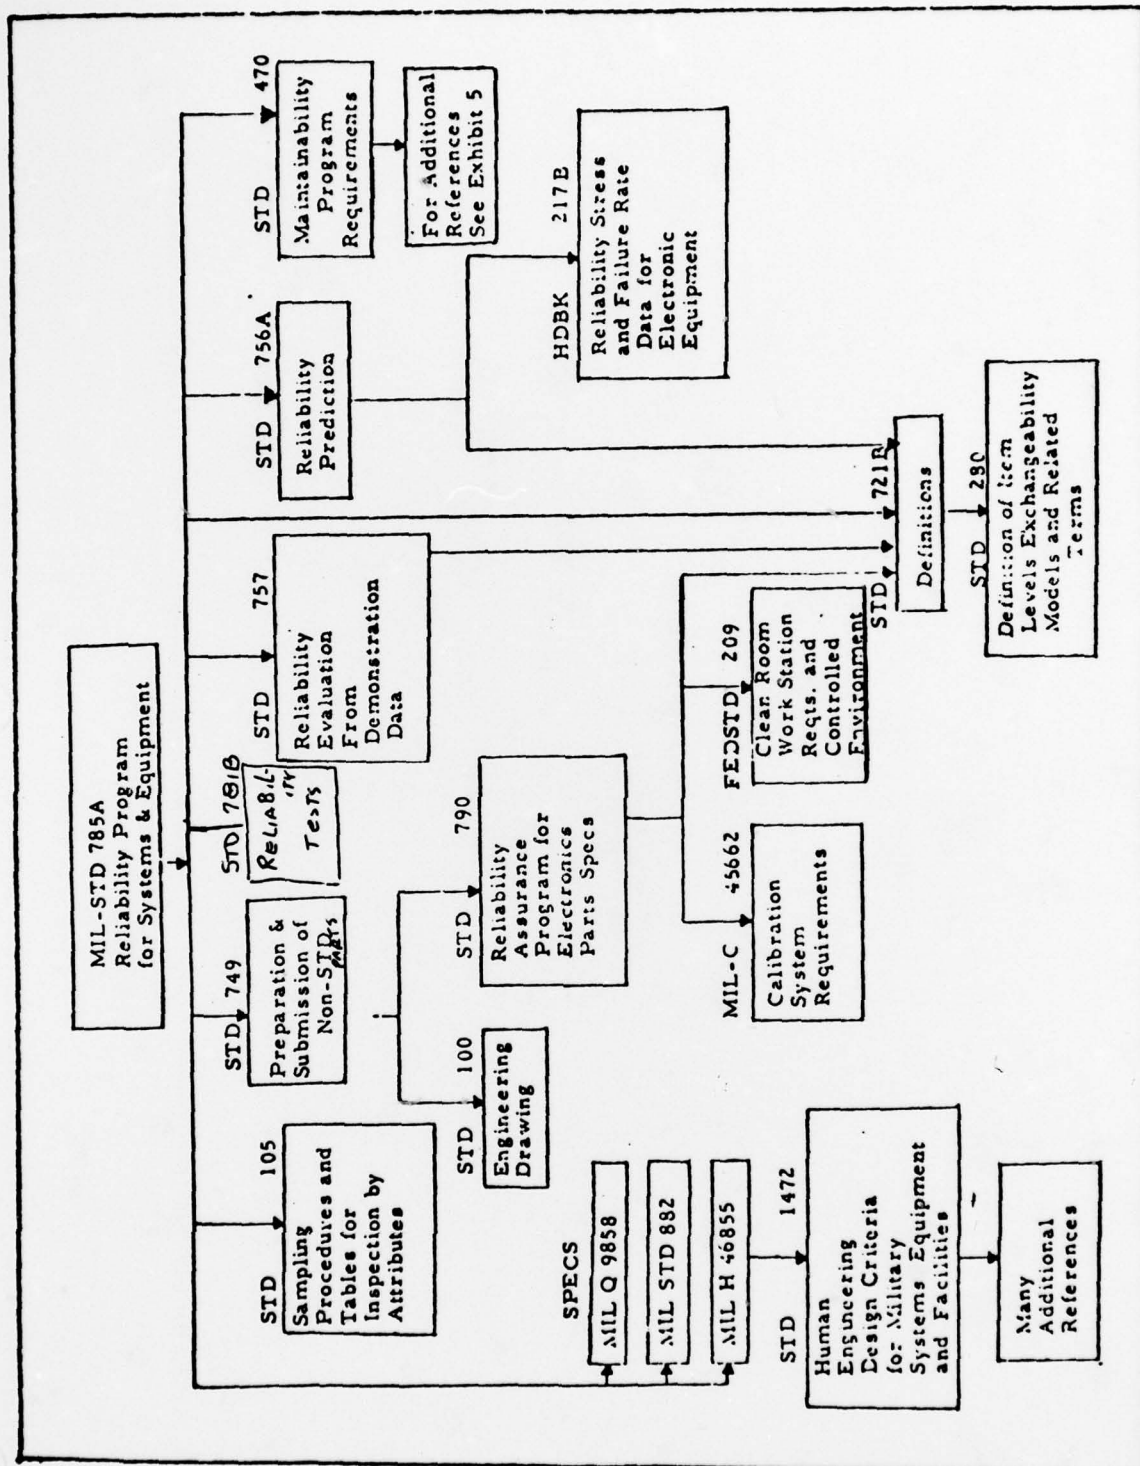 MIL-STD 785A
Reliability Program
for Systems & Equipment
STD 105
Sampling
Procedures and
Tables for
Inspection by
Attributes
STD 749
Preparation &
Submission of
Non-STD
PARTS
STD 781B
RELIABIL-
ITY
TESTS
STD 757
Reliability
Evaluation
From
Demonstration
Data
STD 756A
Reliability
Prediction
STD 470
Maintainability
Program
Requirements
For Additional
References
See Exhibit 5
STD 100
Engineering
Drawing
STD 790
Reliability
Assurance
Program for
Electronics
Parts Specs
HDBK 217B
Reliability Stress
and Failure Rate
Data for
Electronic
Equipment
SPECS
MIL Q 9858
MIL STD 882
MIL H 46855
MIL-C 45662
Calibration
System
Requirements
FEDSTD 209
Clean Room
Work Station
Reqts. and
Controlled
Environment
STD 721B
Definitions
STD 1472
Human
Engineering
Design Criteria
for Military
Systems Equipment
and Facilities
STD 280
Definition of Item
Levels Exchangeability
Models and Related
Terms
Many
Additional
References